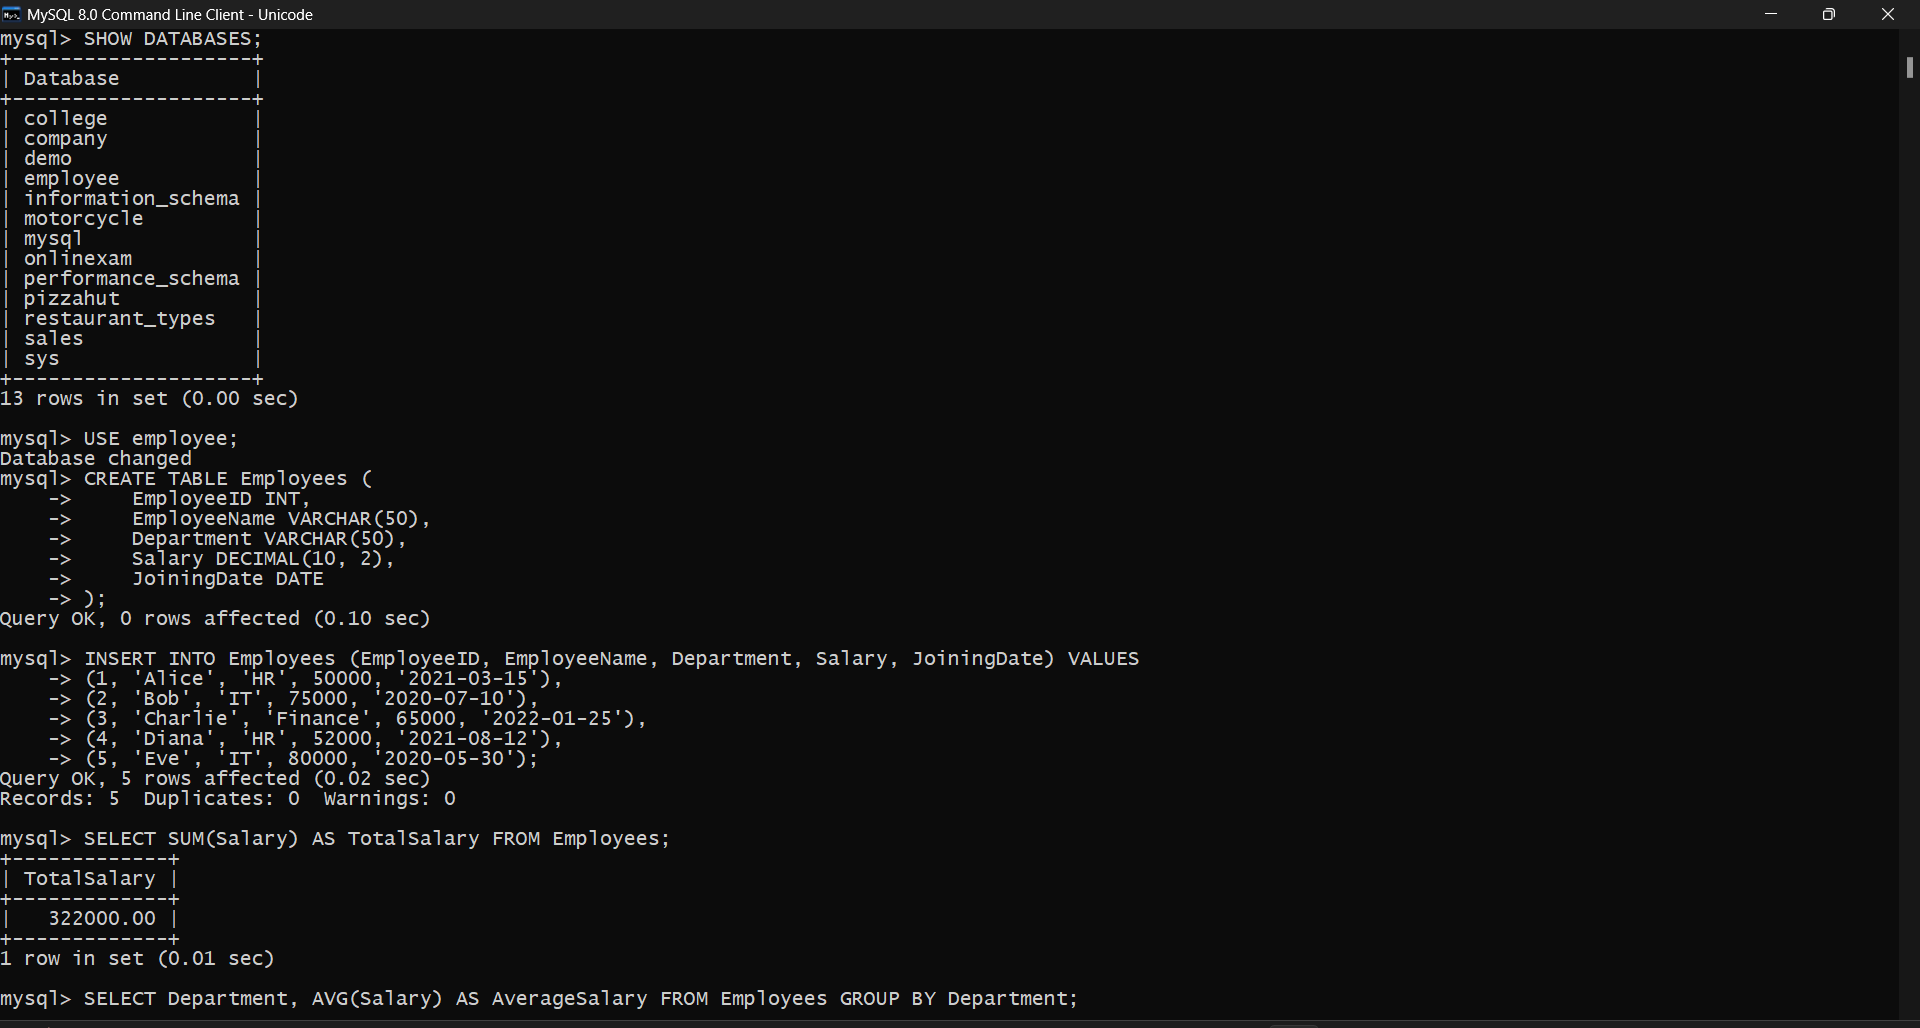 MySQL 8.0 Command Line Client - Unicode
mysql> SHOW DATABASES;
+--------------------+
| Database           |
+--------------------+
| college            |
| company            |
| demo               |
| employee           |
| information_schema |
| motorcycle         |
| mysql              |
| onlinexam          |
| performance_schema |
| pizzahut           |
| restaurant_types   |
| sales              |
| sys                |
+--------------------+
13 rows in set (0.00 sec)

mysql> USE employee;
Database changed
mysql> CREATE TABLE Employees (
    ->     EmployeeID INT,
    ->     EmployeeName VARCHAR(50),
    ->     Department VARCHAR(50),
    ->     Salary DECIMAL(10, 2),
    ->     JoiningDate DATE
    -> );
Query OK, 0 rows affected (0.10 sec)

mysql> INSERT INTO Employees (EmployeeID, EmployeeName, Department, Salary, JoiningDate) VALUES
    -> (1, 'Alice', 'HR', 50000, '2021-03-15'),
    -> (2, 'Bob', 'IT', 75000, '2020-07-10'),
    -> (3, 'Charlie', 'Finance', 65000, '2022-01-25'),
    -> (4, 'Diana', 'HR', 52000, '2021-08-12'),
    -> (5, 'Eve', 'IT', 80000, '2020-05-30');
Query OK, 5 rows affected (0.02 sec)
Records: 5  Duplicates: 0  Warnings: 0

mysql> SELECT SUM(Salary) AS TotalSalary FROM Employees;
+-------------+
| TotalSalary |
+-------------+
|   322000.00 |
+-------------+
1 row in set (0.01 sec)

mysql> SELECT Department, AVG(Salary) AS AverageSalary FROM Employees GROUP BY Department;